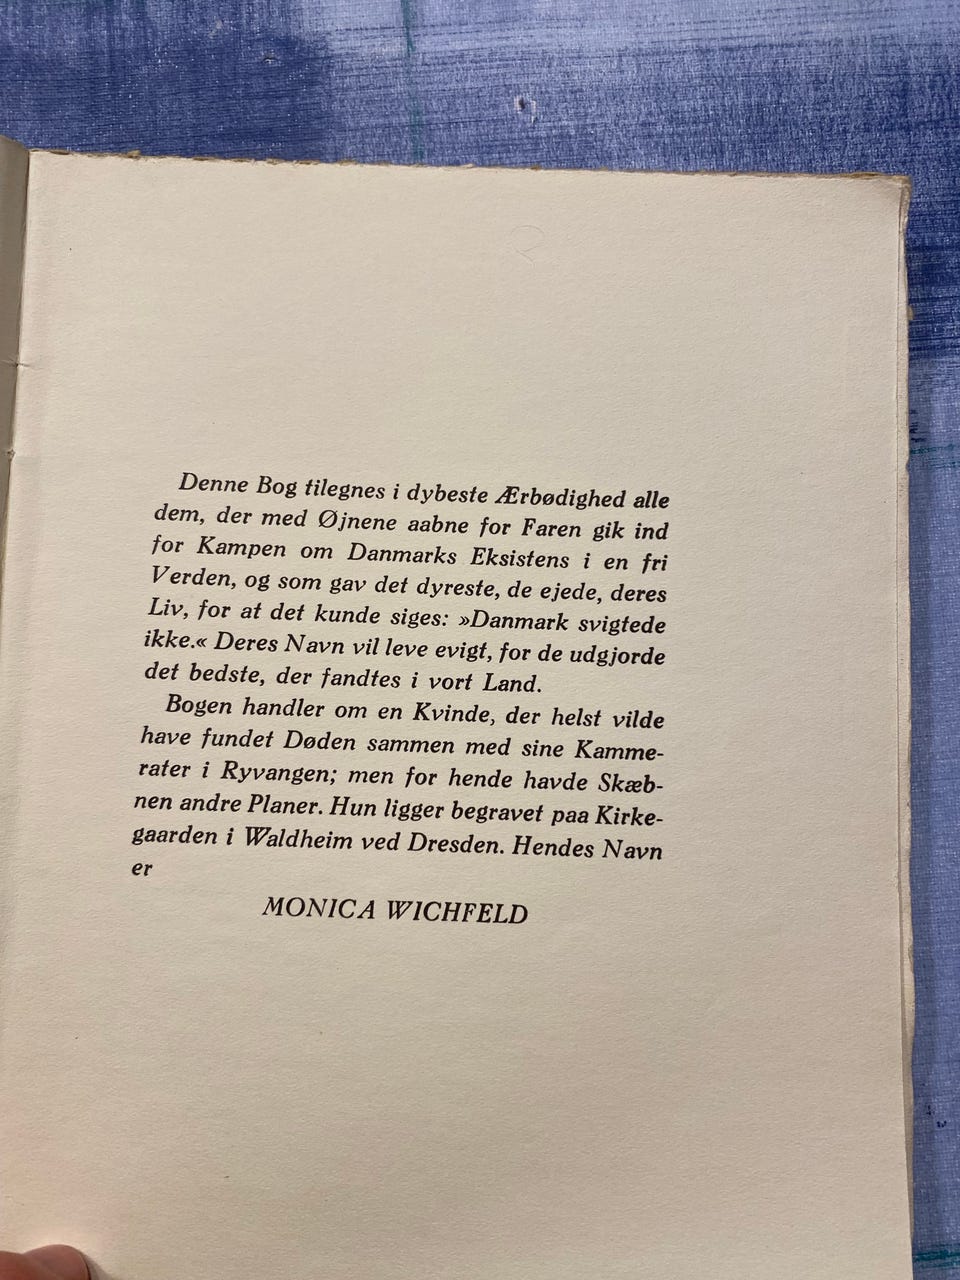 Denne Bog tilegnes i dybeste Ærbødighed alle
dem, der med Øjnene aabne for Faren gik ind
for Kampen om Danmarks Eksistens i en fri
Verden, og som gav det dyreste, de ejede, deres
Liv, for at det kunde siges: »Danmark svigtede
ikke.« Deres Navn vil leve evigt, for de udgjorde
det bedste, der fandtes i vort Land.
Bogen handler om en Kvinde, der helst vilde
have fundet Døden sammen med sine Kamme-
rater i Ryvangen; men for hende havde Skæb-
nen andre Planer. Hun ligger begravet paa Kirke-
gaarden i Waldheim ved Dresden. Hendes Navn
er
MONICA WICHFELD